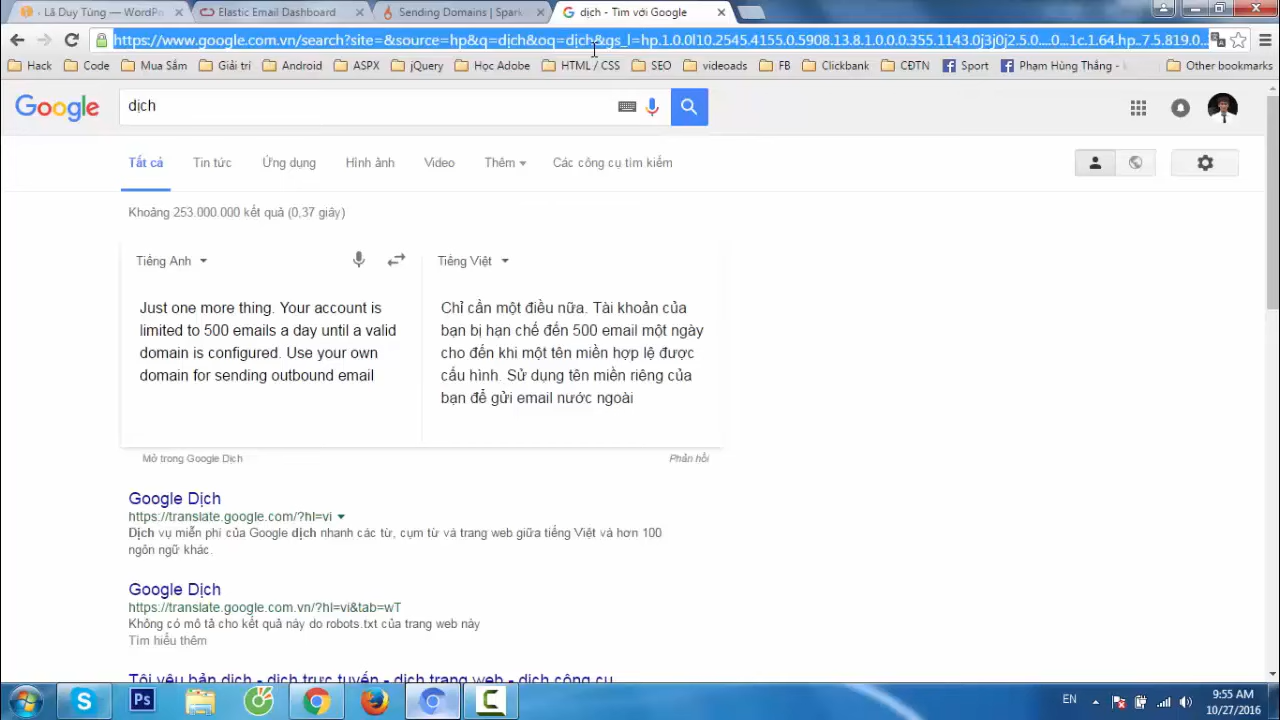 - Lã Duy Tùng — WordPr
Elastic Email Dashboard
Sending Domains | Spark
dịch - Tìm với Google
https://www.google.com.vn/search?site=&source=hp&q=dịch&oq=dịch&gs_l=hp.1.0.0l10.2545.4155.0.5908.13.8.1.0.0.0.355.1143.0j3j0j2.5.0....0...1c.1.64.hp..7.5.819.0...
Hack
Code
Mua Sắm
Giải trí
Android
ASPX
jQuery
Học Adobe
HTML / CSS
SEO
videoads
FB
Clickbank
CĐTN
Sport
Phạm Hùng Thắng -
Other bookmarks
Google
dịch
Tất cả
Tin tức
Ứng dụng
Hình ảnh
Video
Thêm
Các công cụ tìm kiếm
Khoảng 253.000.000 kết quả (0,37 giây)
Tiếng Anh
Tiếng Việt
Just one more thing. Your account is
limited to 500 emails a day until a valid
domain is configured. Use your own
domain for sending outbound email
Chỉ cần một điều nữa. Tài khoản của
bạn bị hạn chế đến 500 email một ngày
cho đến khi một tên miền hợp lệ được
cấu hình. Sử dụng tên miền riêng của
bạn để gửi email nước ngoài
Mở trong Google Dịch
Phản hồi
Google Dịch
https://translate.google.com/?hl=vi
Dịch vụ miễn phí của Google dịch nhanh các từ, cụm từ và trang web giữa tiếng Việt và hơn 100
ngôn ngữ khác.
Google Dịch
https://translate.google.com.vn/?hl=vi&tab=wT
Không có mô tả cho kết quả này do robots.txt của trang web này
Tìm hiểu thêm
Tôi yêu bản dịch - dịch trực tuyến - dịch trang web - dịch công cụ
EN
9:55 AM
10/27/2016